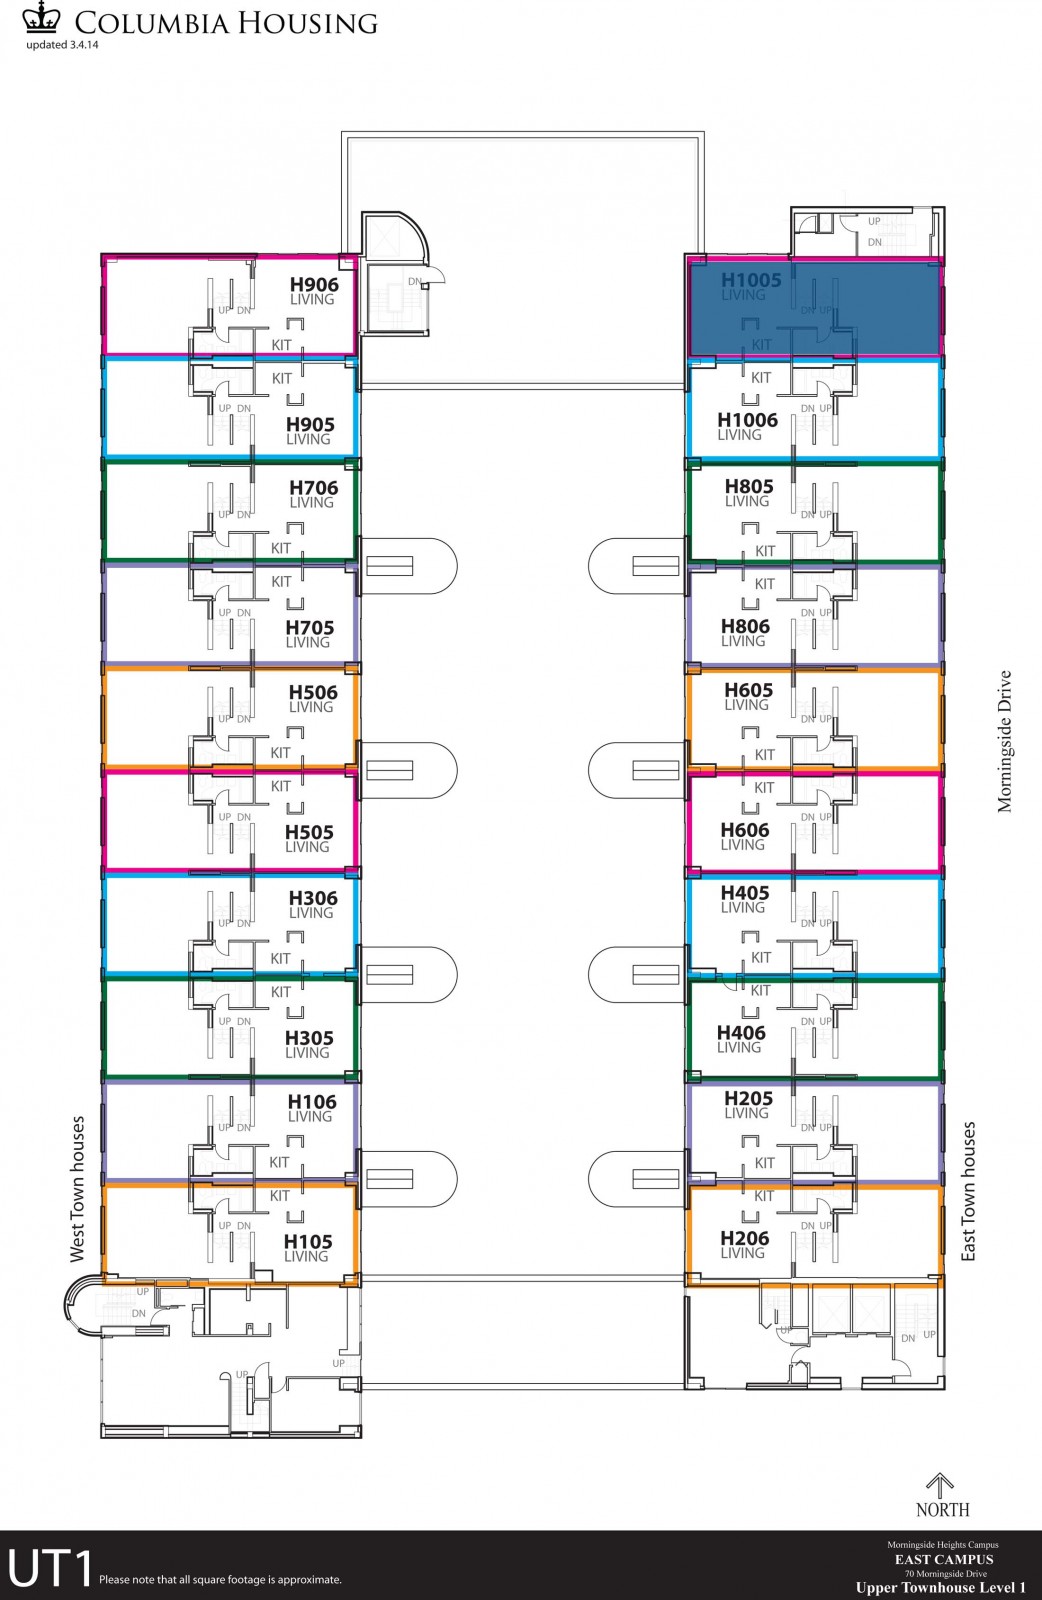 COLUMBIA HOUSING
updated 3.4.14
UP
DN
DN
H906
LIVING
UP DN
KIT
H1005
LIVING
DN UP
KIT
KIT
UP DN
H905
LIVING
KIT
DN UP
H1006
LIVING
H706
LIVING
UP DN
KIT
H805
LIVING
DN UP
KIT
KIT
UP DN
H705
LIVING
KIT
DN UP
H806
LIVING
H506
LIVING
UP DN
KIT
H605
LIVING
DN UP
KIT
KIT
UP DN
H505
LIVING
KIT
DN UP
H606
LIVING
H306
LIVING
UP DN
KIT
H405
LIVING
DN UP
KIT
KIT
UP DN
H305
LIVING
KIT
DN UP
H406
LIVING
H106
LIVING
UP DN
KIT
H205
LIVING
DN UP
KIT
KIT
UP DN
H105
LIVING
KIT
DN UP
H206
LIVING
Morningside Drive
West Town houses
East Town houses
UP
DN
UP
UP
UP
DN UP
NORTH
UT1
Please note that all square footage is approximate.
Morningside Heights Campus
EAST CAMPUS
70 Morningside Drive
Upper Townhouse Level 1